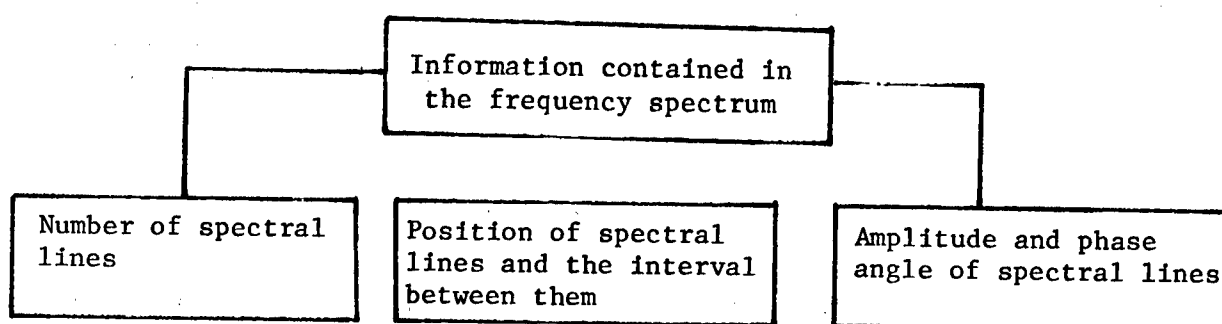 Information contained in
the frequency spectrum
Number of spectral
lines
Position of spectral
lines and the interval
between them
Amplitude and phase
angle of spectral lines